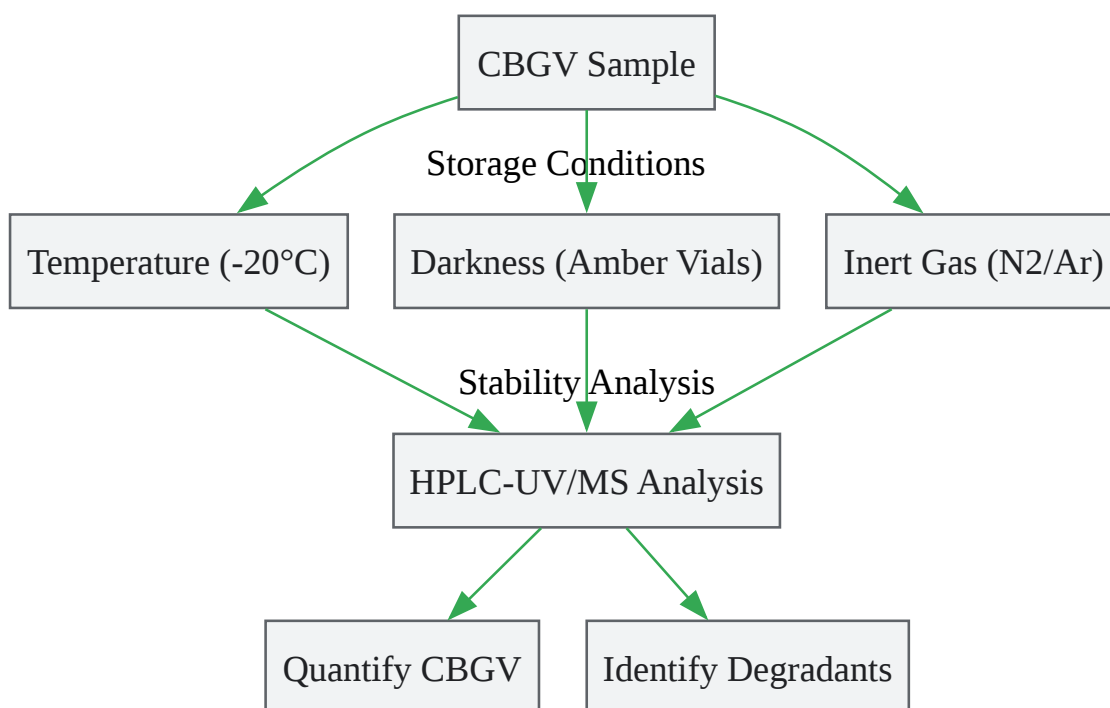 CBGV Sample
Storage Conditions
Temperature (-20°C)
Darkness (Amber Vials)
Inert Gas (N2/Ar)
Stability Analysis
HPLC-UV/MS Analysis
Quantify CBGV
Identify Degradants